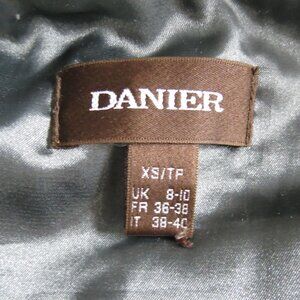 DANIER
XS/TP
UK 8-10
FR 36-38
IT 38-40